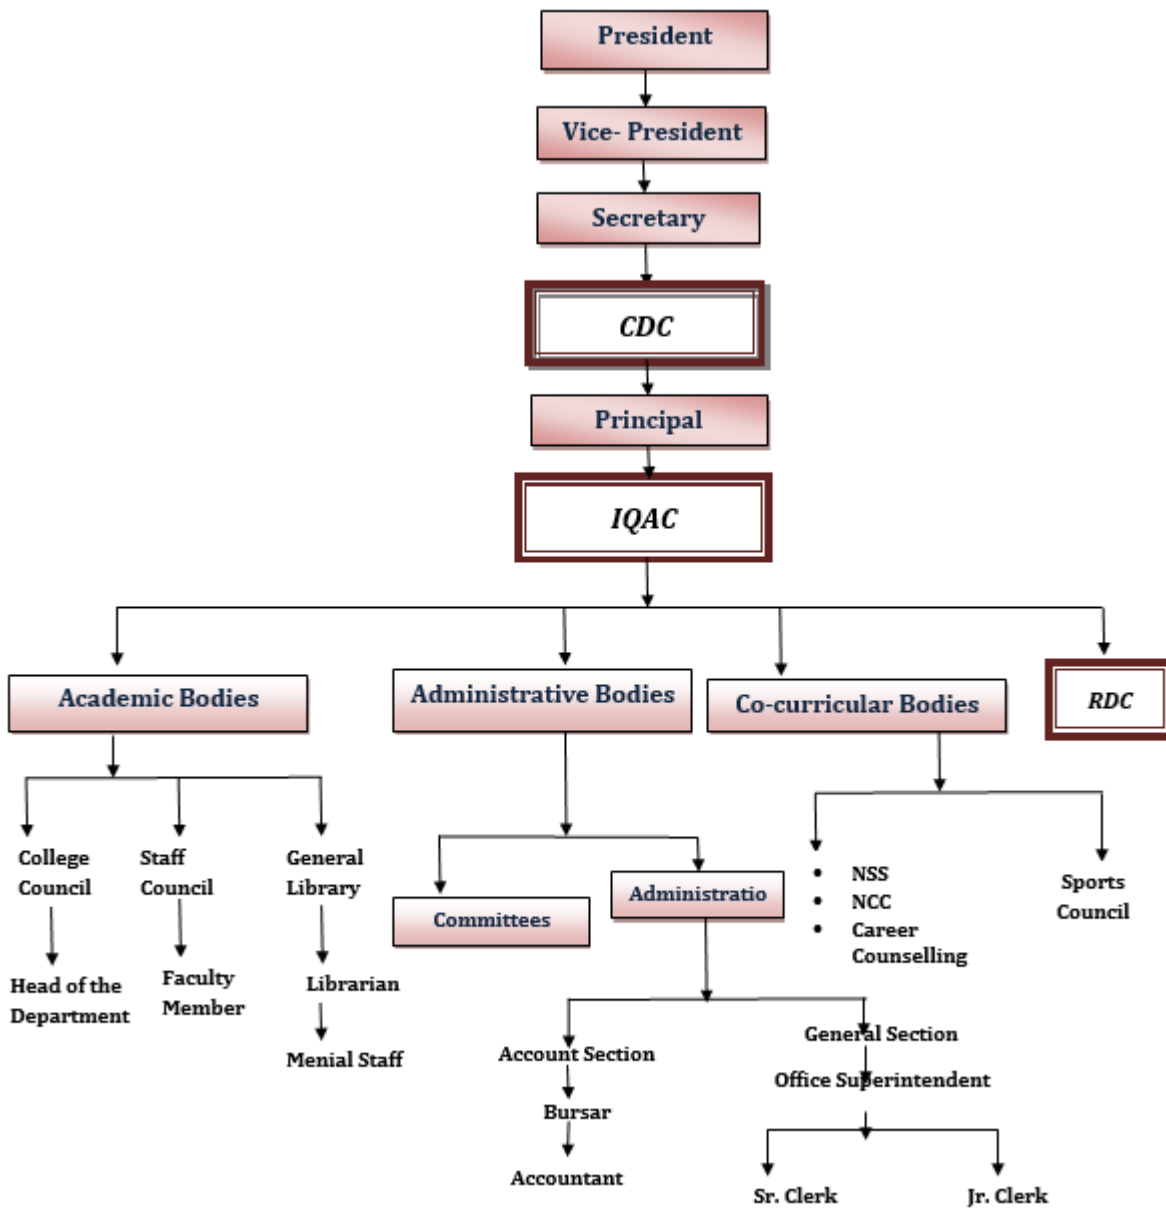 President
Vice- President
Secretary
CDC
Principal
IQAC
Academic Bodies
Administrative Bodies
Co-curricular Bodies
RDC
College
Council
Staff
Council
General
Library
Head of the
Department
Faculty
Member
Librarian
Menial Staff
Committees
Administratio
• NSS
• NCC
• Career
Counselling
Sports
Council
Account Section
Bursar
Accountant
General Section
Office Superintendent
Sr. Clerk
Jr. Clerk